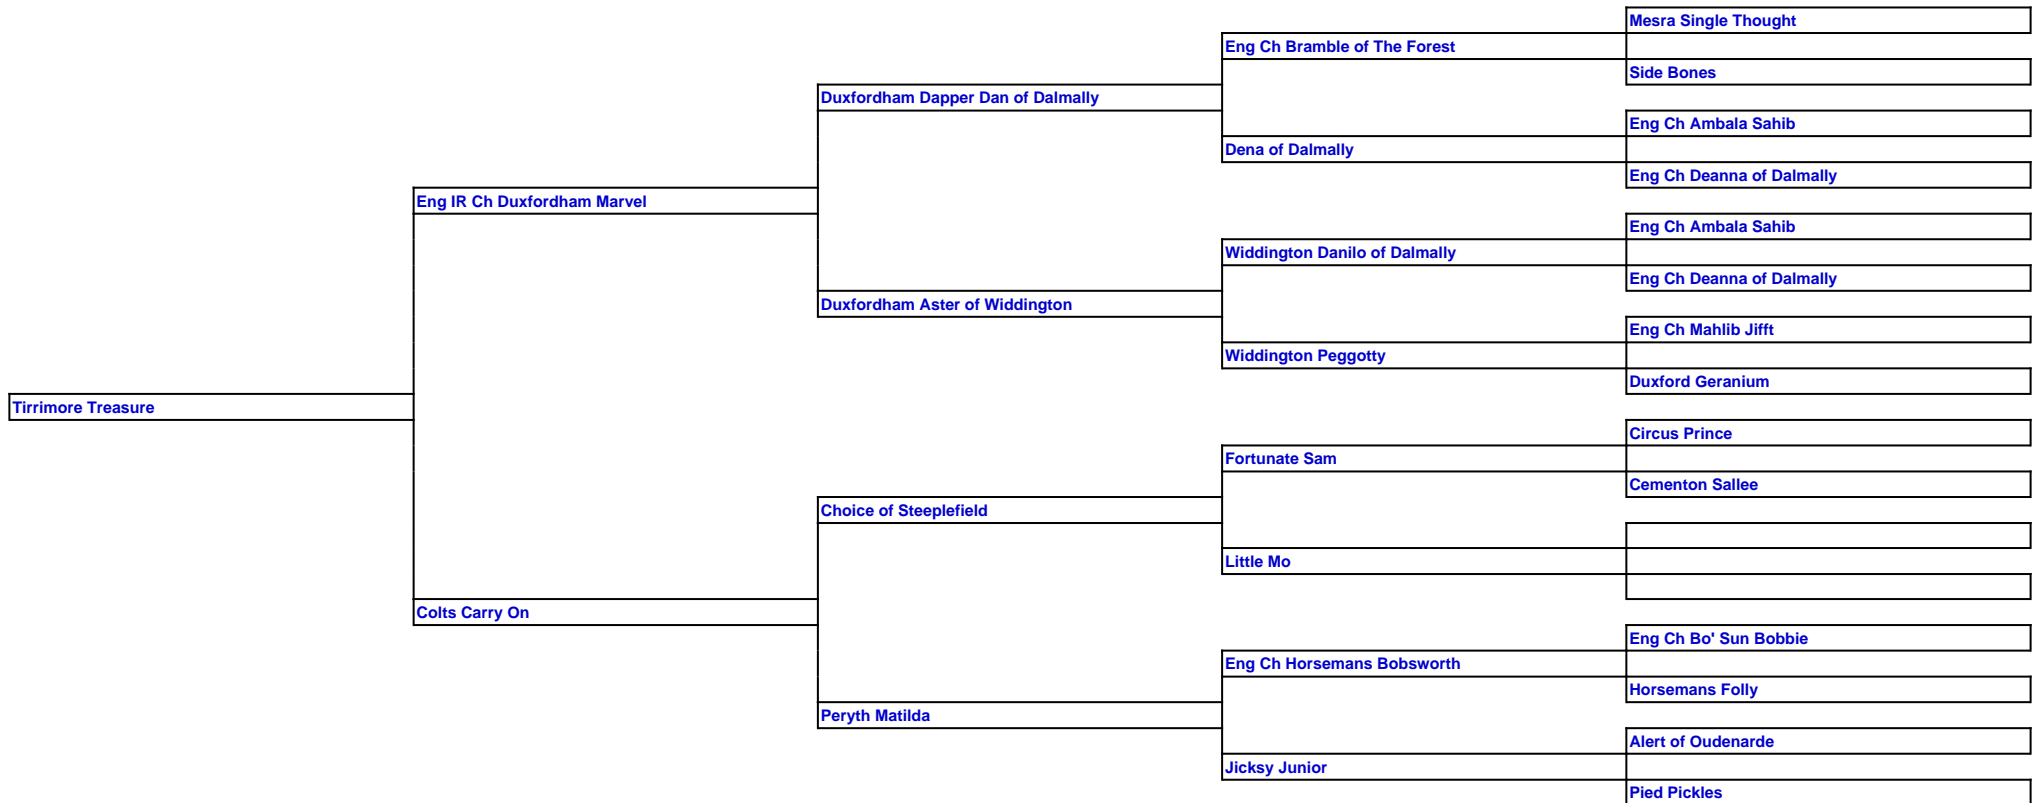 Mesra Single Thought
Eng Ch Bramble of The Forest
Side Bones
Duxfordham Dapper Dan of Dalmally
Eng Ch Ambala Sahib
Dena of Dalmally
Eng Ch Deanna of Dalmally
Eng IR Ch Duxfordham Marvel
Eng Ch Ambala Sahib
Widdington Danilo of Dalmally
Eng Ch Deanna of Dalmally
Duxfordham Aster of Widdington
Eng Ch Mahlib Jifft
Widdington Peggotty
Duxford Geranium
Tirrimore Treasure
Circus Prince
Fortunate Sam
Cementon Sallee
Choice of Steeplefield
Little Mo
Colts Carry On
Eng Ch Bo' Sun Bobbie
Eng Ch Horsemans Bobsworth
Horsemans Folly
Peryth Matilda
Alert of Oudenarde
Jicksy Junior
Pied Pickles